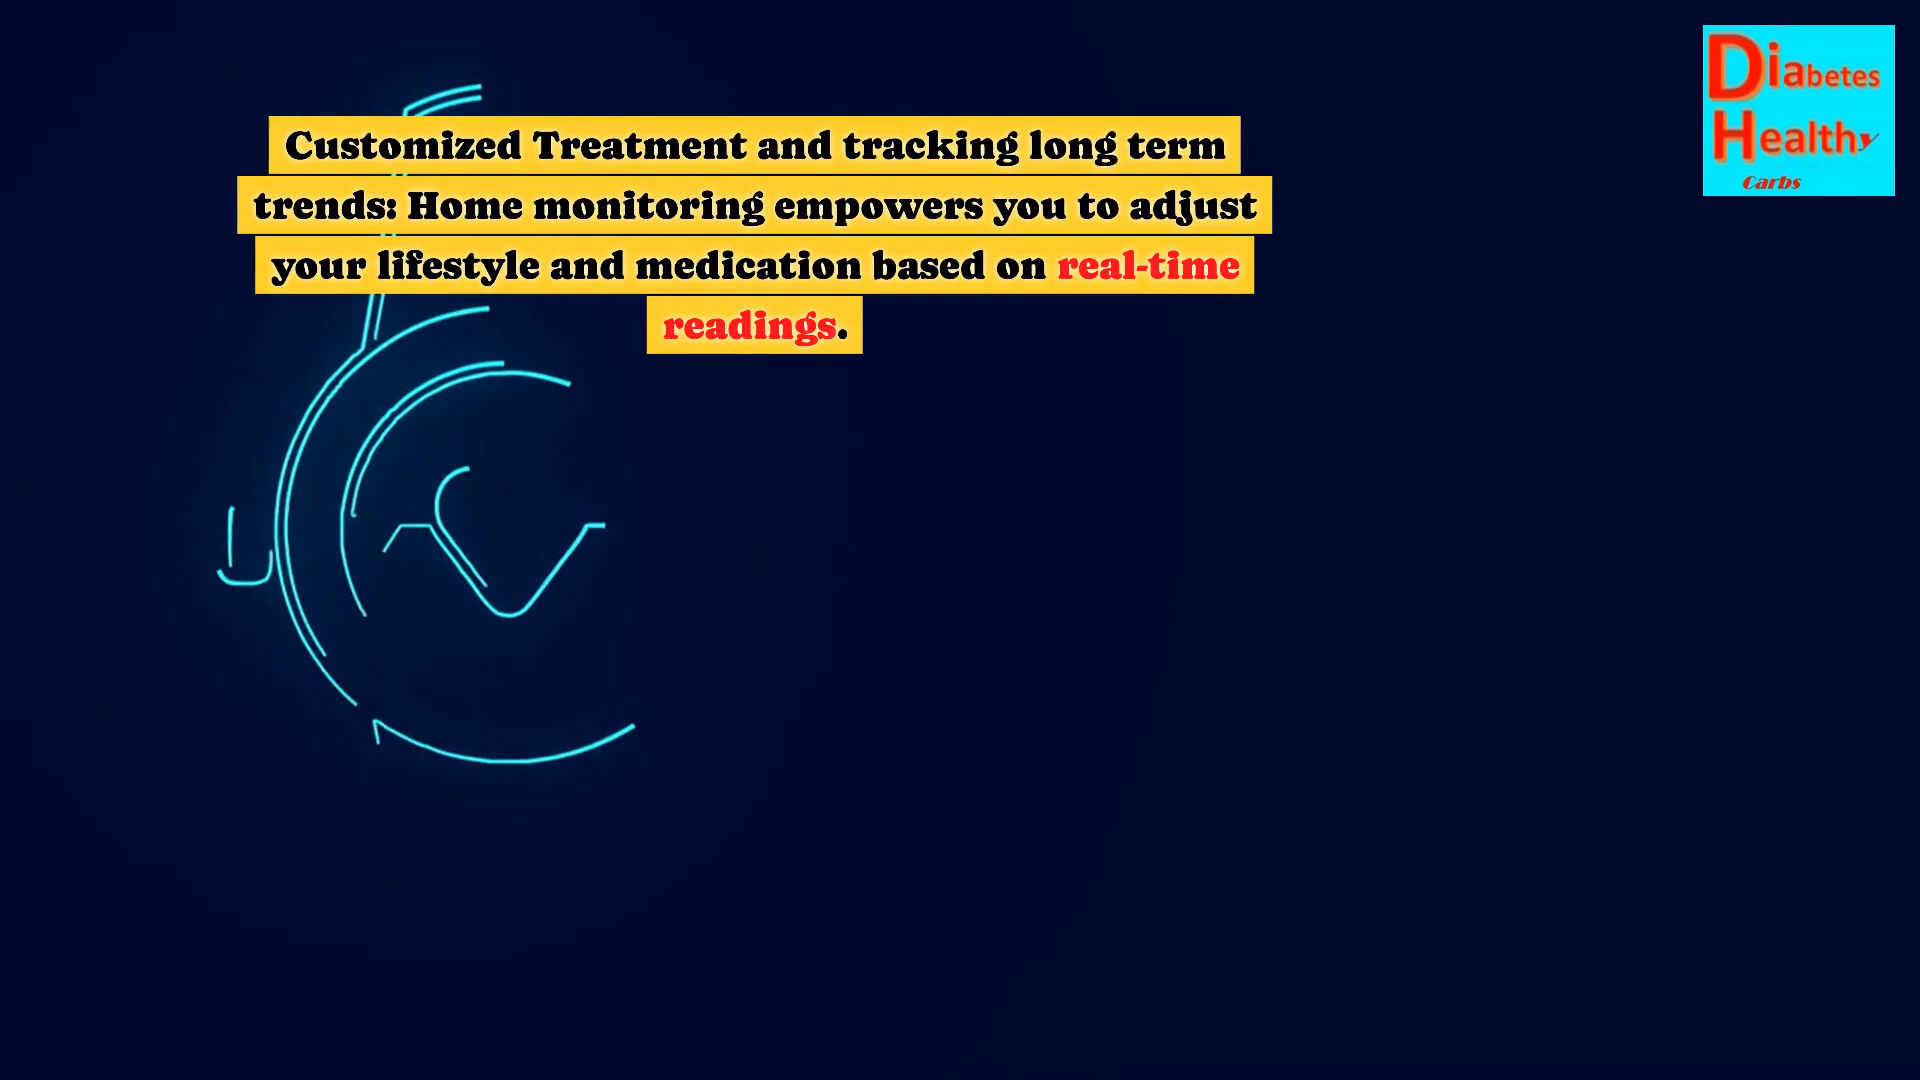 Customized Treatment and tracking long term
trends: Home monitoring empowers you to adjust
your lifestyle and medication based on real-time
readings.
Diabetes
Healthy
Carbs